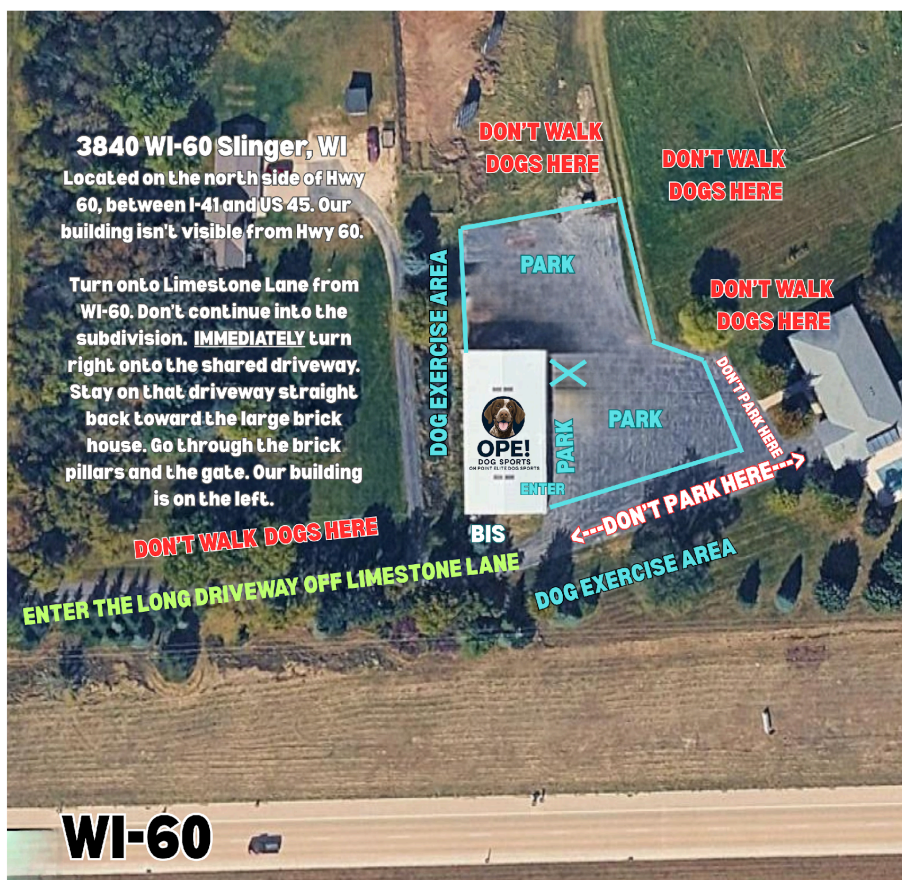 3840 WI-60 Slinger, WI
Located on the north side of Hwy
60, between I-41 and US 45. Our
building isn't visible from Hwy 60.
Turn onto Limestone Lane from
WI-60. Don't continue into the
subdivision. IMMEDIATELY turn
right onto the shared driveway.
Stay on that driveway straight
back toward the large brick
house. Go through the brick
pillars and the gate. Our building
is on the left.
DON'T WALK
DOGS HERE
DON'T WALK
DOGS HERE
DON'T WALK
DOGS HERE
PARK
DOG EXERCISE AREA
X
PARK
PARK
DON'T PARK HERE
OPE!
DOG SPORTS
ON POINT ELITE DOG SPORTS
ENTER
<---DON'T PARK HERE--->
BIS
DON'T WALK DOGS HERE
ENTER THE LONG DRIVEWAY OFF LIMESTONE LANE
DOG EXERCISE AREA
WI-60